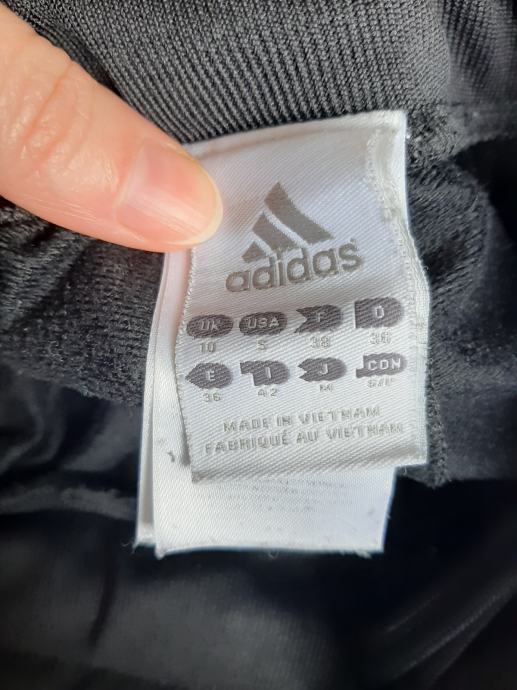 adidas
UK USA F D
10 S 38 36
E I J CDN
36 42 M S/P
MADE IN VIETNAM
FABRIQUÉ AU VIETNAM